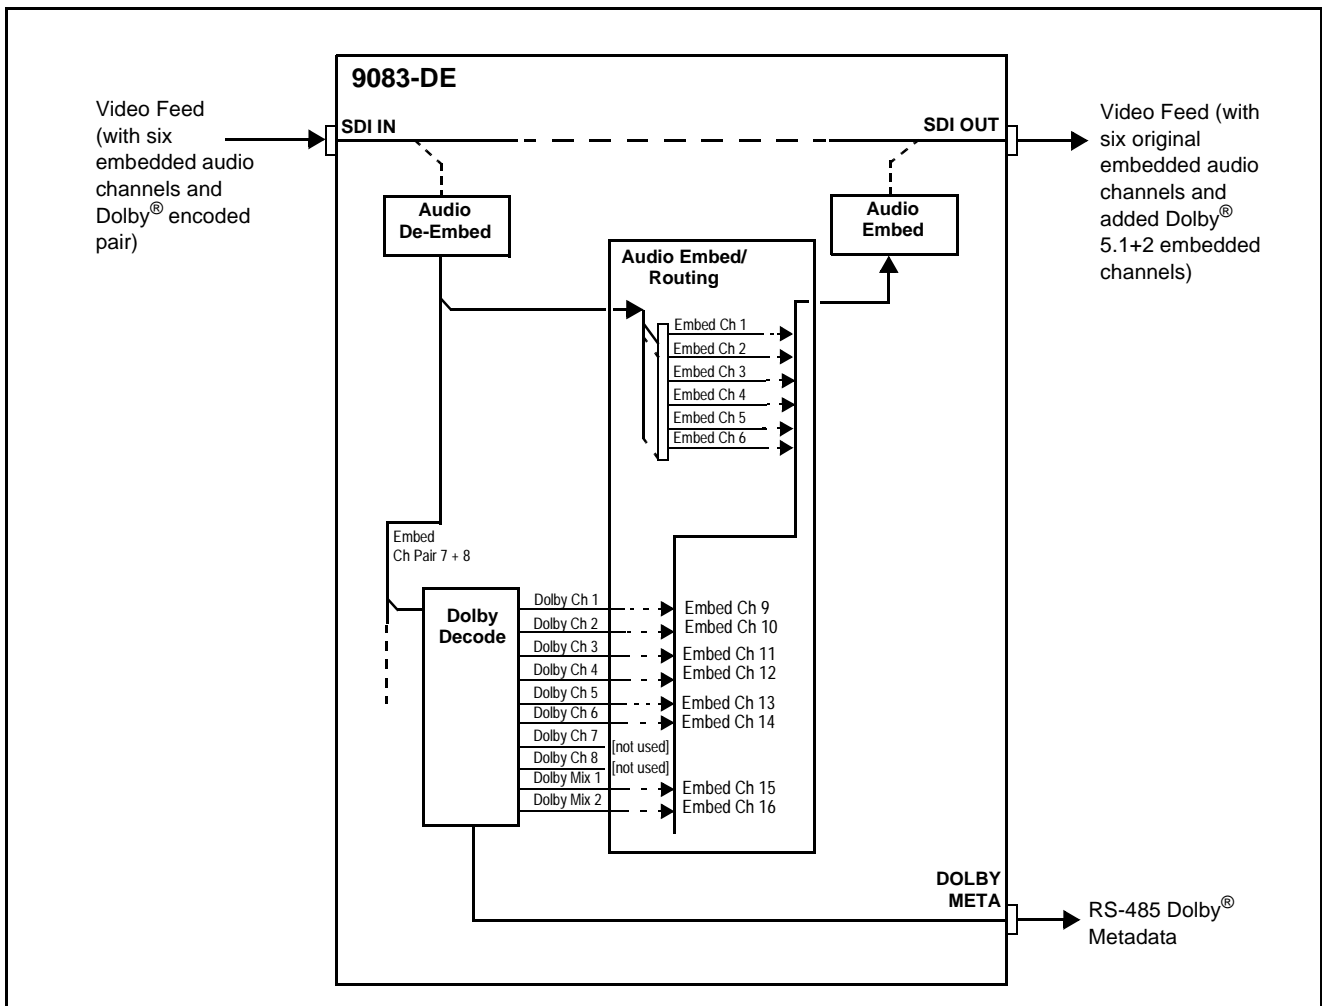 9083-DE
Video Feed
(with six
embedded audio
channels and
Dolby® encoded
pair)
SDI IN
SDI OUT
Video Feed (with
six original
embedded audio
channels and
added Dolby®
5.1+2 embedded
channels)
Audio
De-Embed
Audio
Embed
Audio Embed/
Routing
Embed Ch 1
Embed Ch 2
Embed Ch 3
Embed Ch 4
Embed Ch 5
Embed Ch 6
Embed
Ch Pair 7 + 8
Dolby
Decode
Dolby Ch 1
Dolby Ch 2
Dolby Ch 3
Dolby Ch 4
Dolby Ch 5
Dolby Ch 6
Dolby Ch 7
Dolby Ch 8
Dolby Mix 1
Dolby Mix 2
[not used]
[not used]
Embed Ch 9
Embed Ch 10
Embed Ch 11
Embed Ch 12
Embed Ch 13
Embed Ch 14
Embed Ch 15
Embed Ch 16
DOLBY
META
RS-485 Dolby®
Metadata